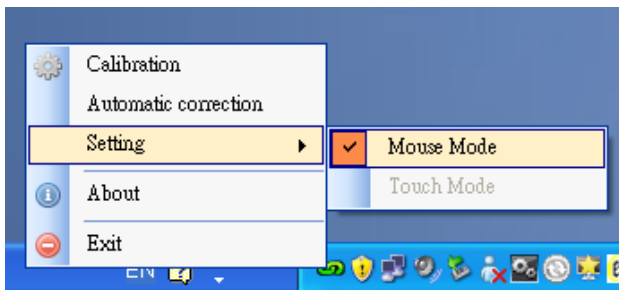 Calibration
Automatic correction
Setting
Mouse Mode
Touch Mode
About
Exit
EN